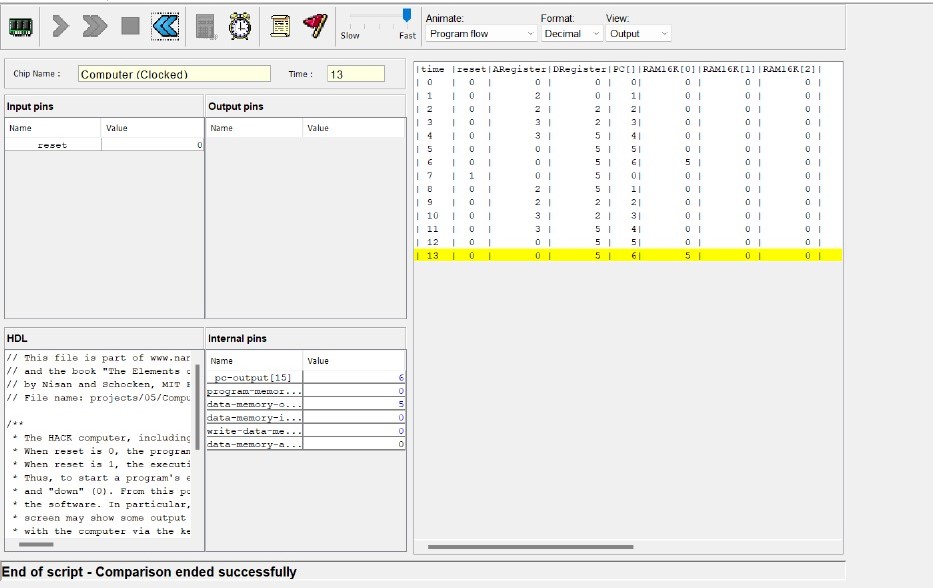 Slow
Fast
Animate:
Program flow
Format:
Decimal
View:
Output
Chip Name :
Computer (Clocked)
Time :
13
Input pins
Output pins
Name Value
Name Value
reset 0
|time |reset|ARegister|DRegister|PC[]|RAM16K[0]|RAM16K[1]|RAM16K[2]|
| 0 | 0 | 0 | 0 | 0| 0 | 0 | 0 |
| 1 | 0 | 2 | 0 | 1| 0 | 0 | 0 |
| 2 | 0 | 2 | 2 | 2| 0 | 0 | 0 |
| 3 | 0 | 3 | 2 | 3| 0 | 0 | 0 |
| 4 | 0 | 3 | 5 | 4| 0 | 0 | 0 |
| 5 | 0 | 0 | 5 | 5| 0 | 0 | 0 |
| 6 | 0 | 0 | 5 | 6| 5 | 0 | 0 |
| 7 | 1 | 0 | 5 | 0| 0 | 0 | 0 |
| 8 | 0 | 2 | 5 | 1| 0 | 0 | 0 |
| 9 | 0 | 2 | 2 | 2| 0 | 0 | 0 |
| 10 | 0 | 3 | 2 | 3| 0 | 0 | 0 |
| 11 | 0 | 3 | 5 | 4| 0 | 0 | 0 |
| 12 | 0 | 0 | 5 | 5| 0 | 0 | 0 |
| 13 | 0 | 0 | 5 | 6| 5 | 0 | 0 |
HDL
// This file is part of www.nar
// and the book "The Elements o
// by Nisan and Schocken, MIT P
// File name: projects/05/Compu
/**
* The HACK computer, including
* When reset is 0, the program
* When reset is 1, the executi
* Thus, to start a program's e
* and "down" (0). From this po
* the software. In particular,
* screen may show some output
* with the computer via the ke
Internal pins
Name Value
pc-output[15] 6
program-memor... 0
data-memory-o... 5
data-memory-i... 0
write-data-me... 0
data-memory-a... 0
End of script - Comparison ended successfully